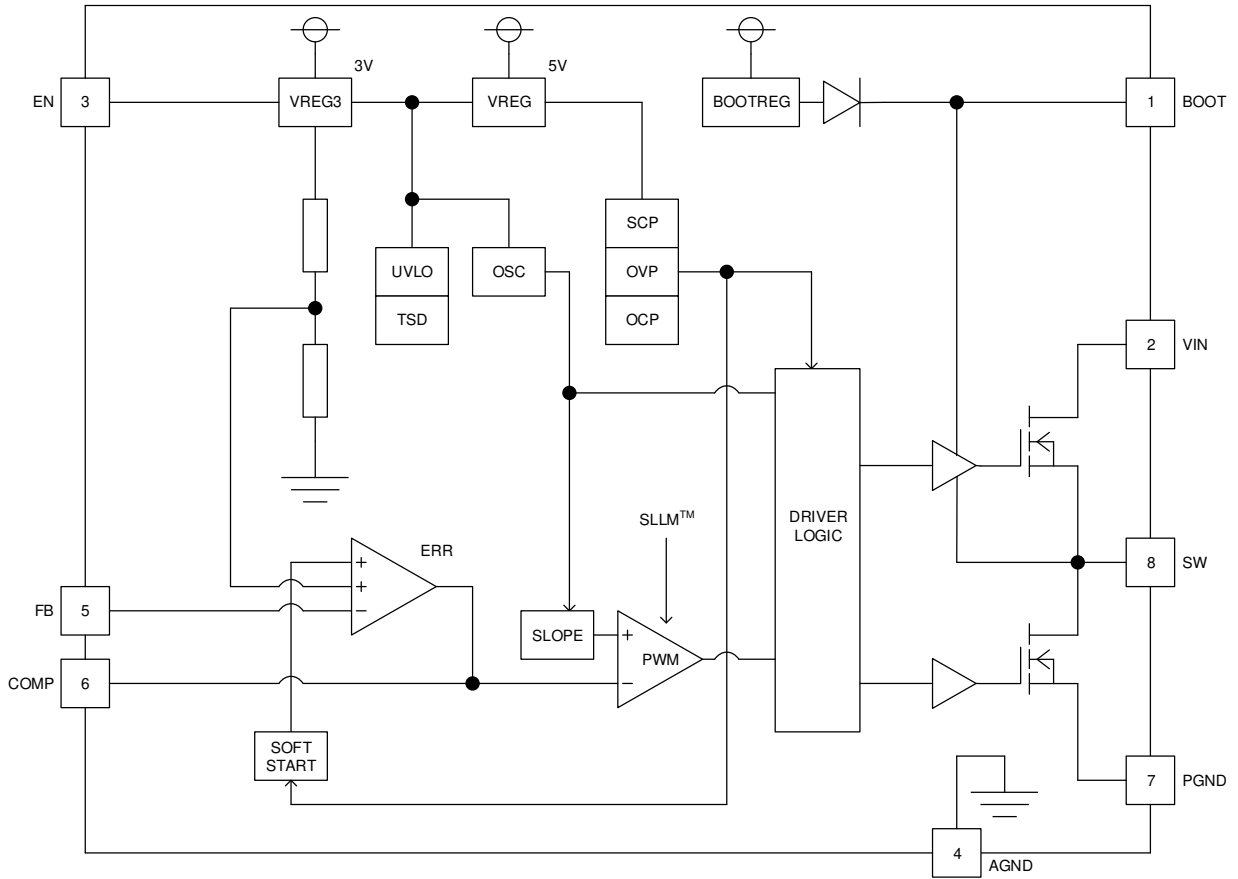 3V
5V
EN
3
VREG3
VREG
BOOTREG
1
BOOT
SCP
UVLO
OSC
OVP
TSD
OCP
2
VIN
SLLM™
DRIVER
LOGIC
ERR
+
+
−
8
SW
FB
5
SLOPE
+
PWM
−
COMP
6
SOFT
START
7
PGND
4
AGND